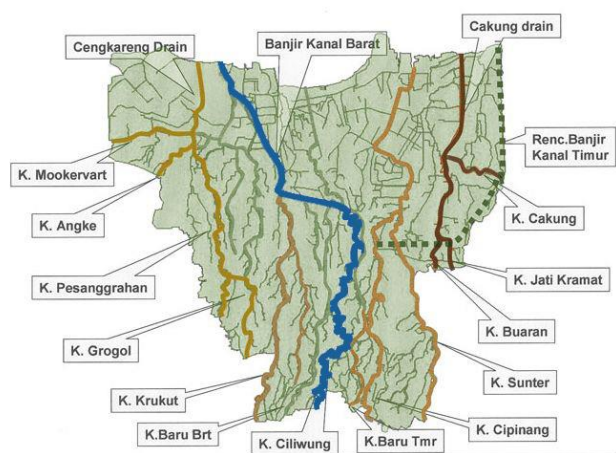 Cengkareng Drain
Banjir Kanal Barat
Cakung drain
Renc.Banjir
Kanal Timur
K. Mookervart
K. Angke
K. Cakung
K. Pesanggrahan
K. Jati Kramat
K. Buaran
K. Grogol
K. Sunter
K. Krukut
K. Cipinang
K.Baru Brt
K. Ciliwung
K.Baru Tmr